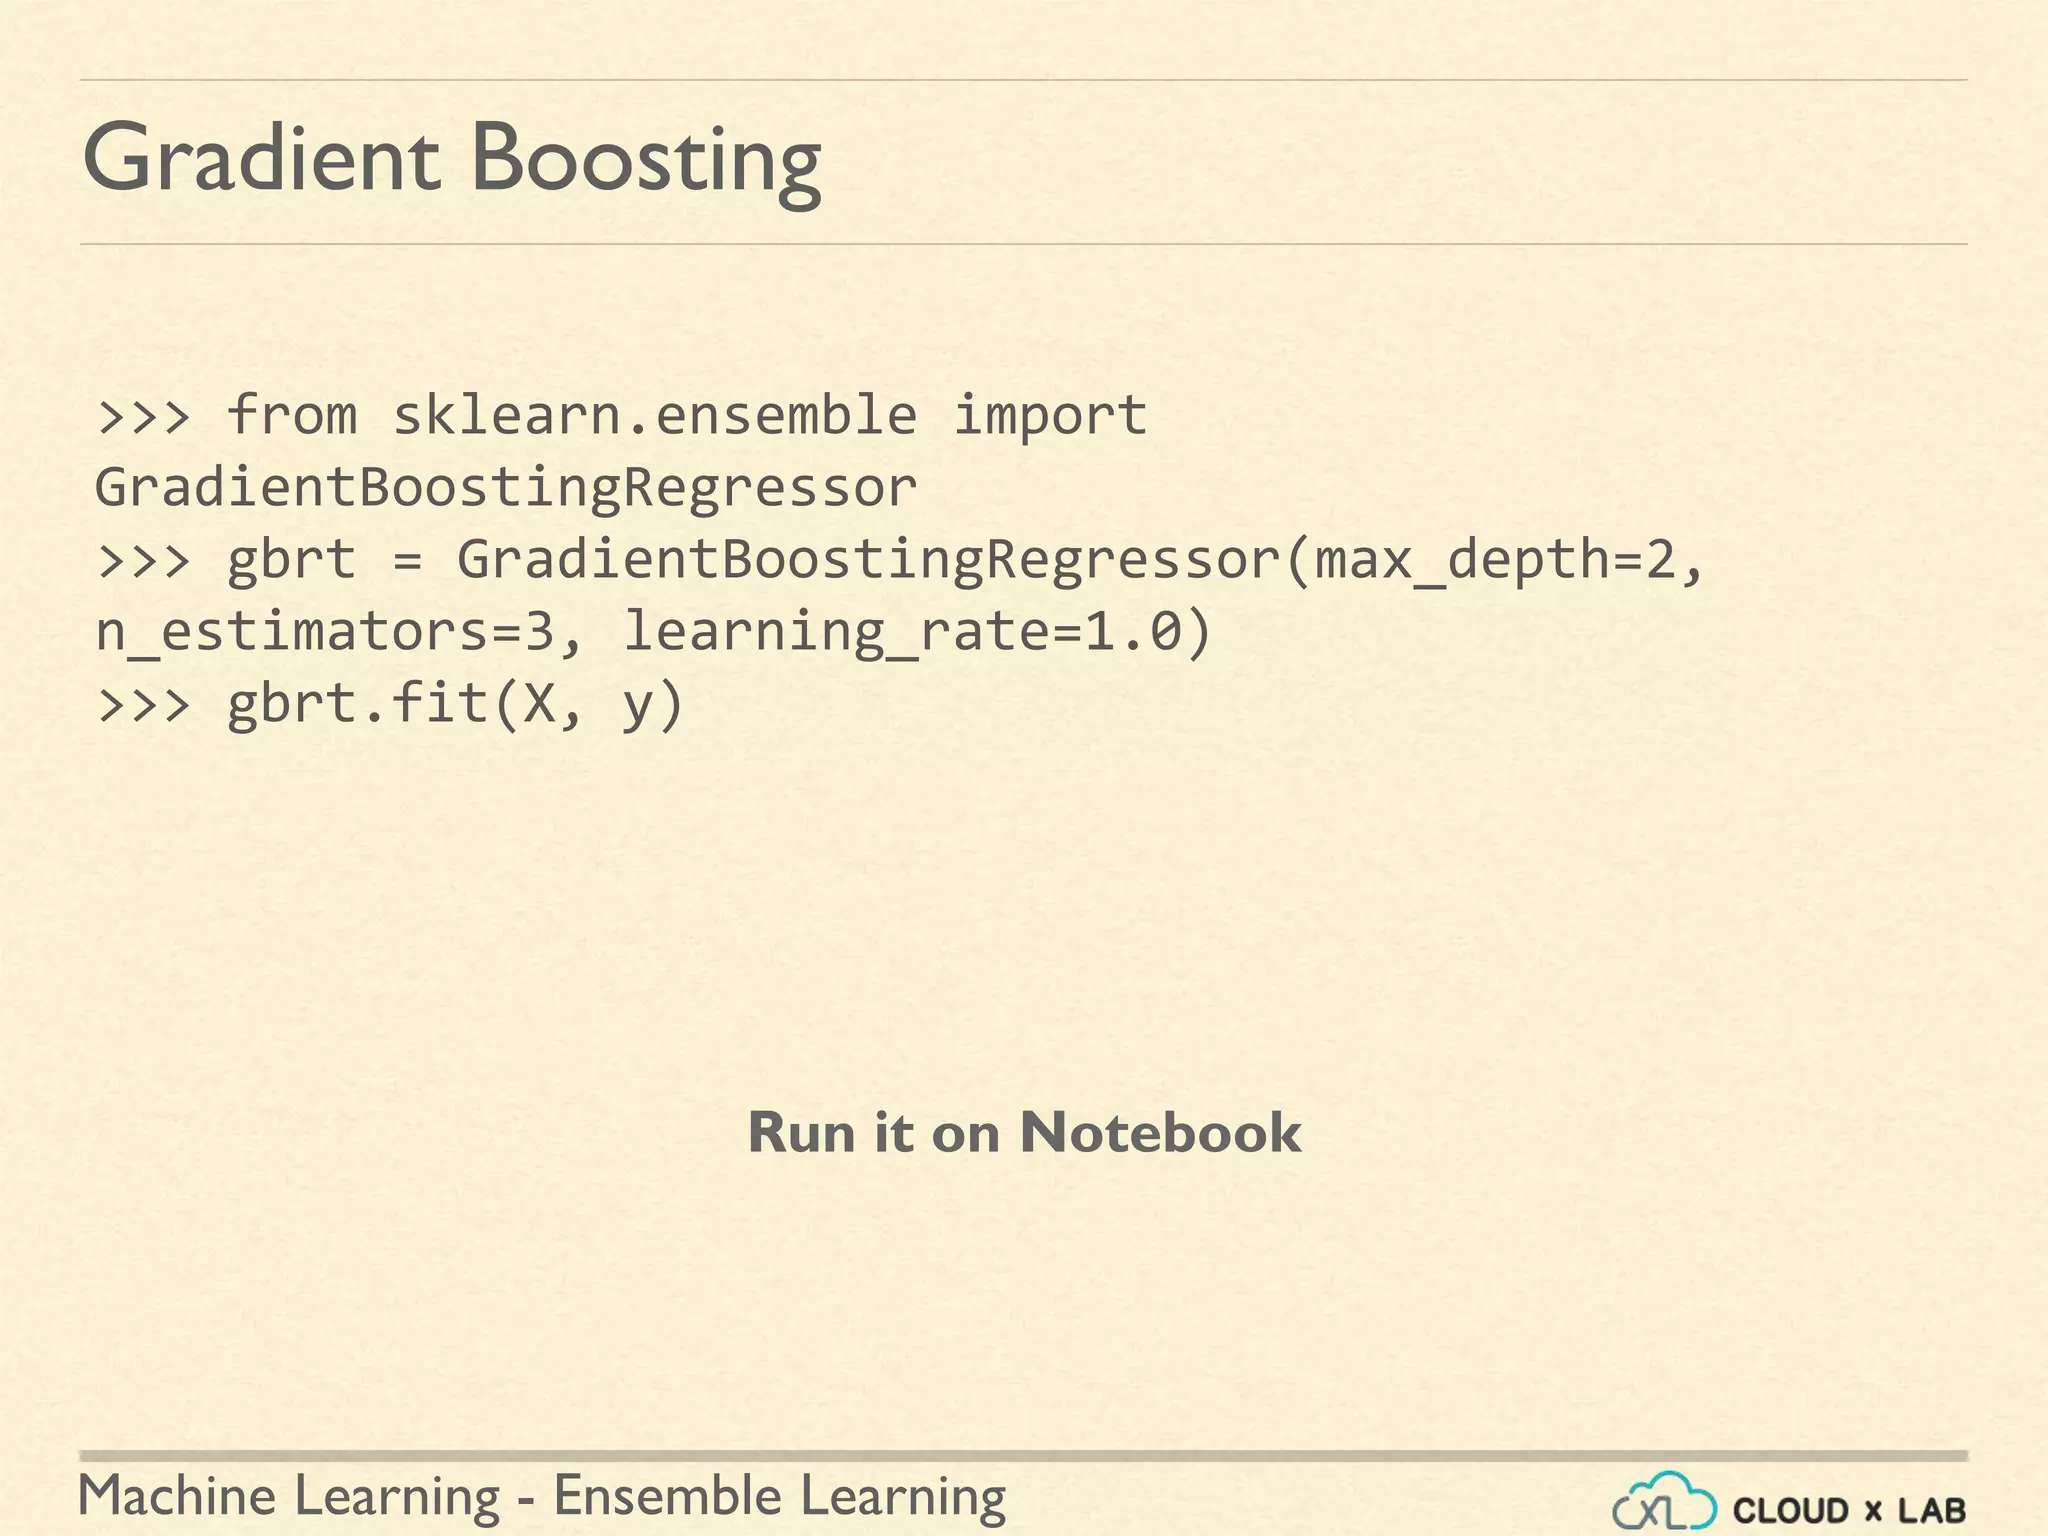 Gradient Boosting
>>> from sklearn.ensemble import
GradientBoostingRegressor
>>> gbrt = GradientBoostingRegressor(max_depth=2,
n_estimators=3, learning_rate=1.0)
>>> gbrt.fit(X, y)
Run it on Notebook
Machine Learning - Ensemble Learning
CXL CLOUD x LAB